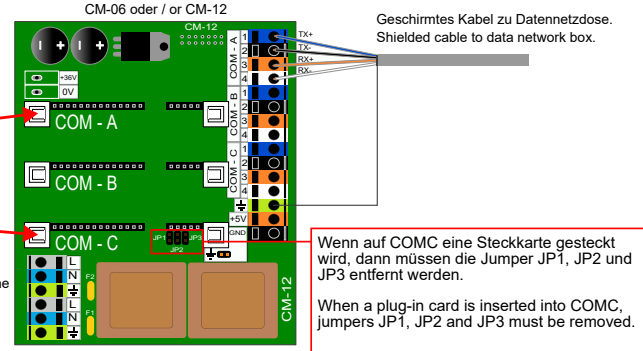 CM-06 oder / or CM-12
Geschirmtes Kabel zu Datennetzdose.
Shielded cable to data network box.
CM-12
COM - A
1
2
3
4
TX+
TX-
RX+
RX-
+36V
0V
COM - A
COM - B
1
2
3
4
COM - B
COM - C
1
2
3
4
+5V
GND
COM - C
JP1
JP3
JP2
L
N
L
N
F2
F1
CM-12
ne
Wenn auf COMC eine Steckkarte gesteckt
wird, dann müssen die Jumper JP1, JP2 und
JP3 entfernt werden.
When a plug-in card is inserted into COMC,
jumpers JP1, JP2 and JP3 must be removed.